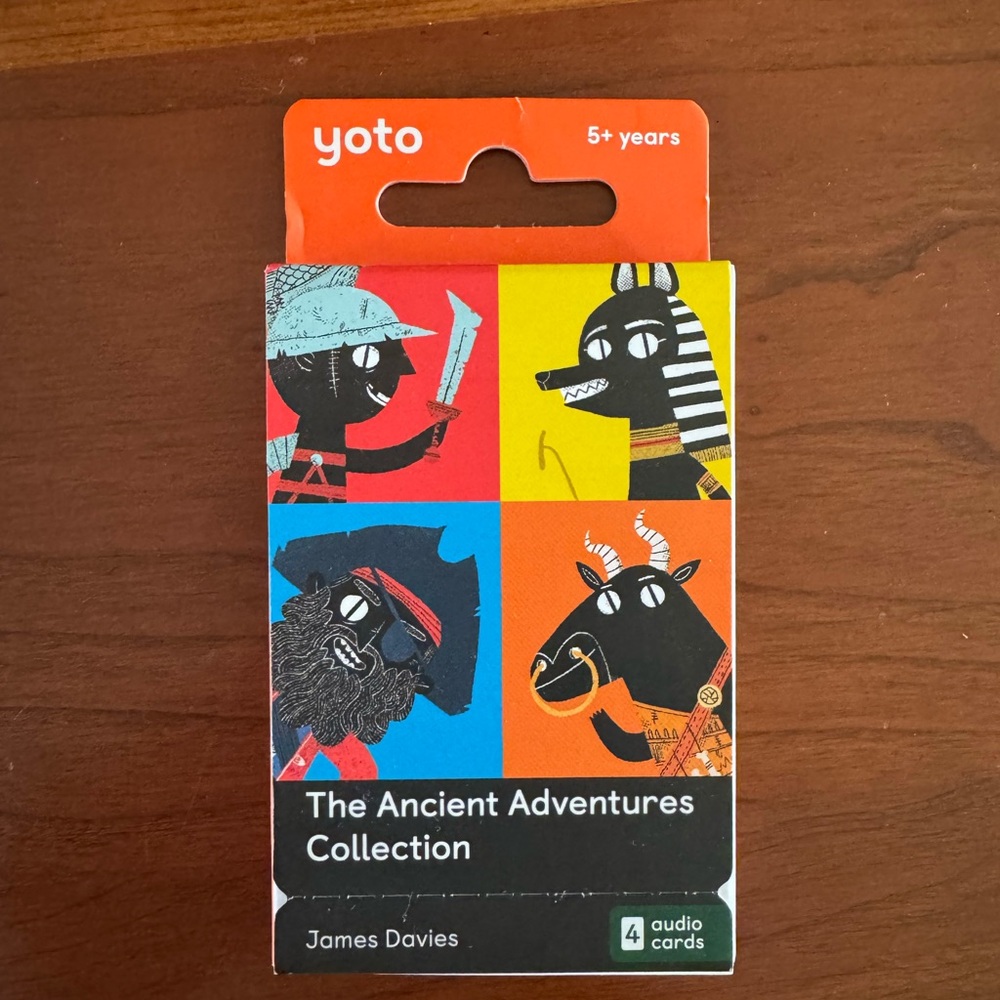 yoto
5+ years
The Ancient Adventures
Collection
James Davies
4 audio
cards